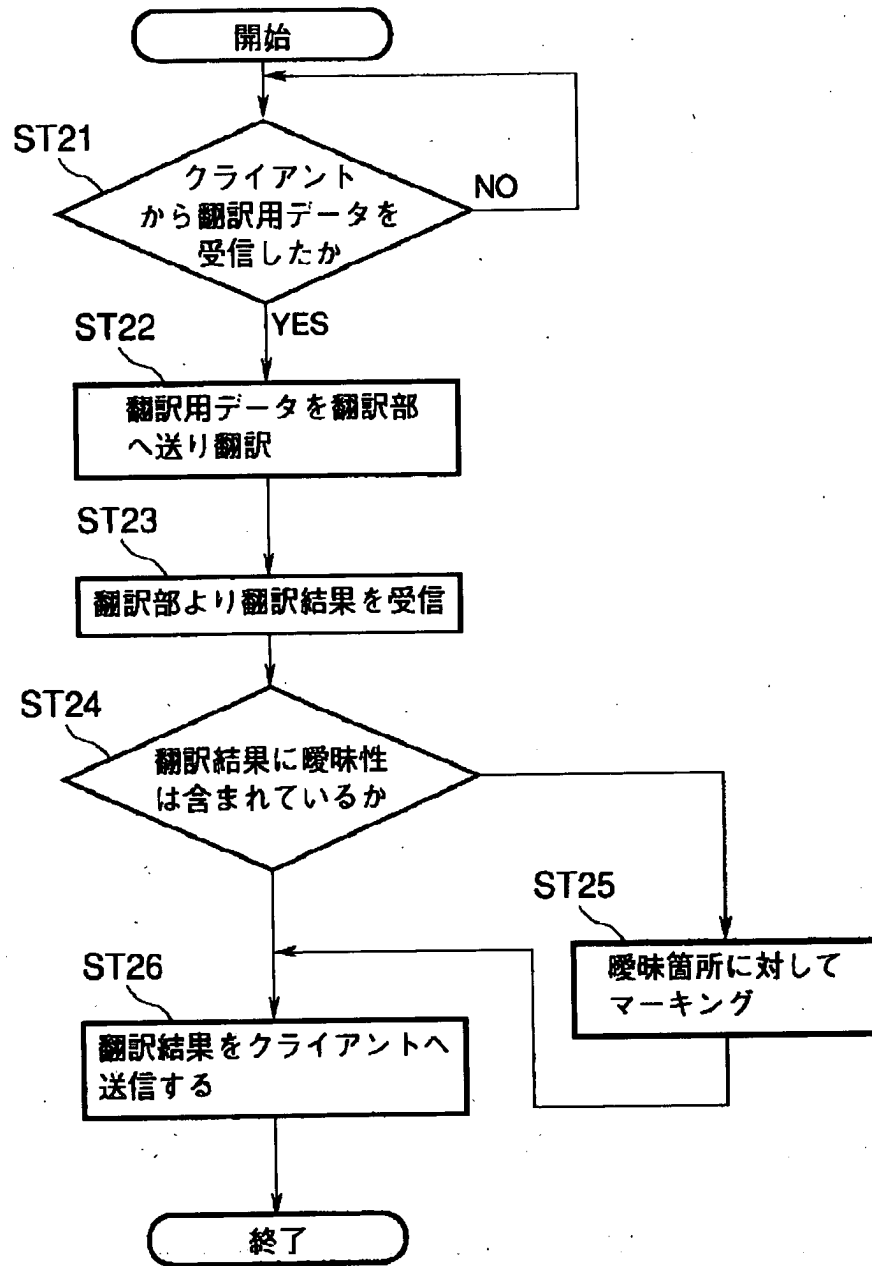 開始
ST21
クライアント
から翻訳用データを
受信したか
NO
YES
ST22
翻訳用データを翻訳部
へ送り翻訳
ST23
翻訳部より翻訳結果を受信
ST24
翻訳結果に曖昧性
は含まれているか
ST25
曖昧箇所に対して
マーキング
ST26
翻訳結果をクライアントへ
送信する
終了